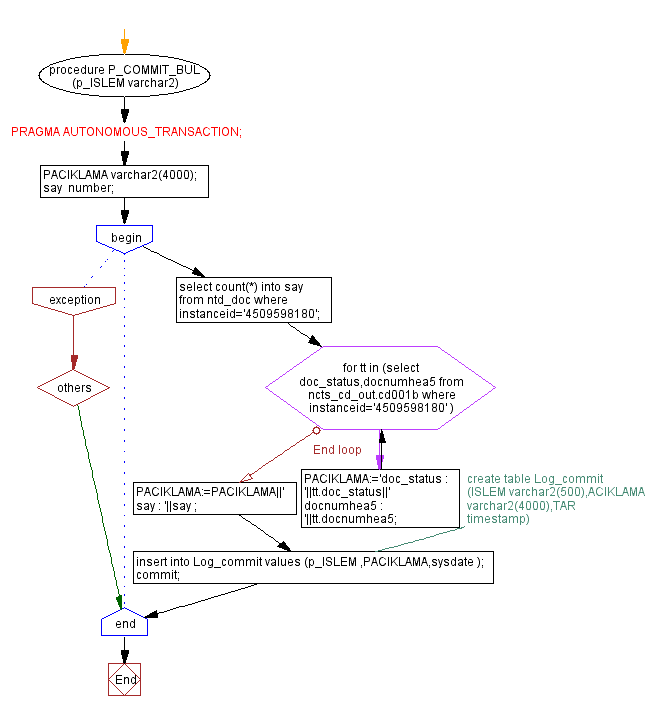 procedure P_COMMIT_BUL
(p_ISLEM varchar2)
PRAGMA AUTONOMOUS_TRANSACTION;
PACIKLAMA varchar2(4000);
say  number;
begin
select count(*) into say
from ntd_doc where
instanceid='4509598180';
exception
for tt in (select
doc_status,docnumhea5 from
ncts_cd_out.cd001b where
instanceid='4509598180' )
others
End loop
PACIKLAMA:=PACIKLAMA||'
say : '||say ;
PACIKLAMA:='doc_status :
'||tt.doc_status||'
docnumhea5 :
'||tt.docnumhea5;
create table Log_commit
(ISLEM varchar2(500),ACIKLAMA
varchar2(4000),TAR
timestamp)
insert into Log_commit values (p_ISLEM ,PACIKLAMA,sysdate );
commit;
end
End